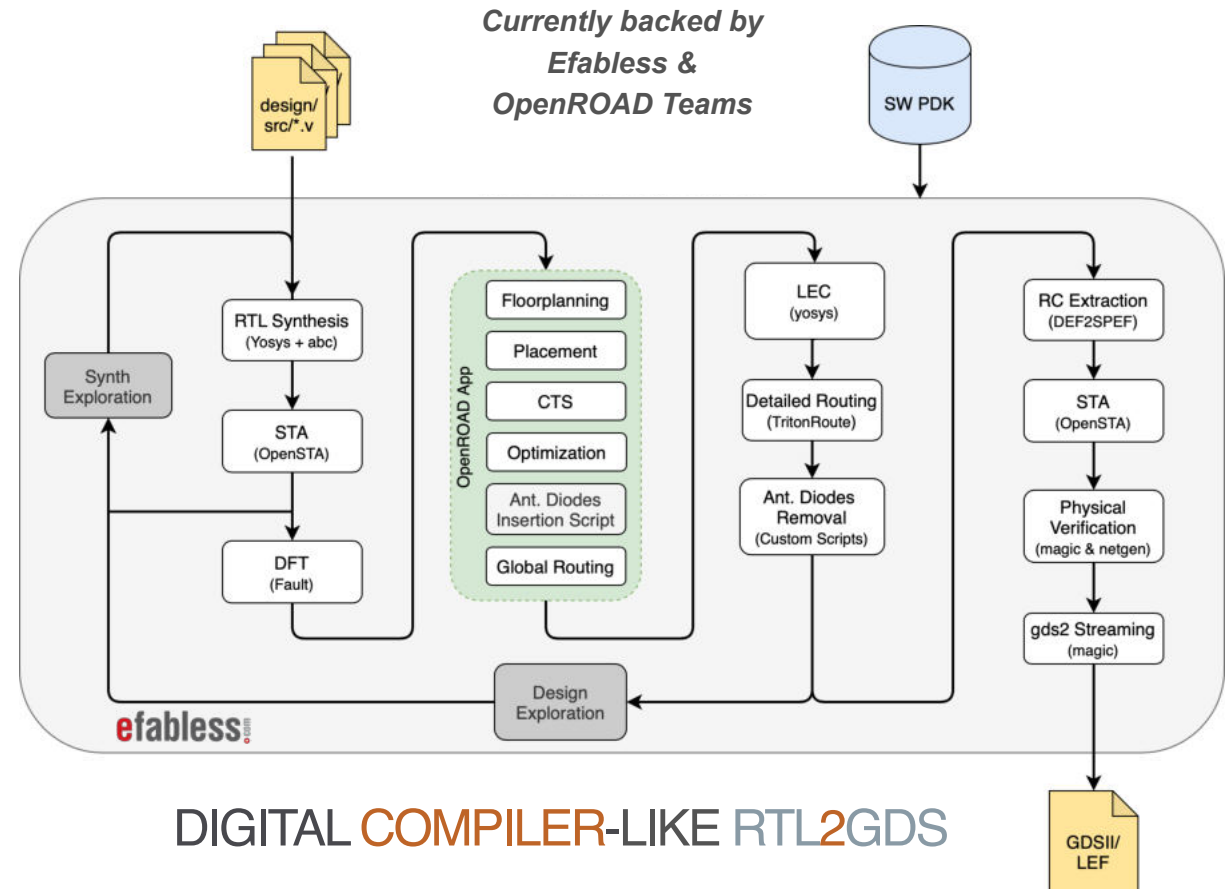 Currently backed by
Efabless &
OpenROAD Teams
design/
src/*.v
SW PDK
RTL Synthesis
(Yosys + abc)
Synth
Exploration
STA
(OpenSTA)
DFT
(Fault)
OpenROAD App
Floorplanning
Placement
CTS
Optimization
Ant. Diodes
Insertion Script
Global Routing
LEC
(yosys)
Detailed Routing
(TritonRoute)
Ant. Diodes
Removal
(Custom Scripts)
RC Extraction
(DEF2SPEF)
STA
(OpenSTA)
Physical
Verification
(magic & netgen)
gds2 Streaming
(magic)
Design
Exploration
efabless.com
DIGITAL COMPILER-LIKE RTL2GDS
GDSII/
LEF